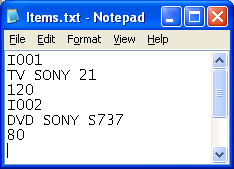 Items.txt - Notepad
File Edit Format View Help
I001
TV SONY 21
120
I002
DVD SONY S737
80